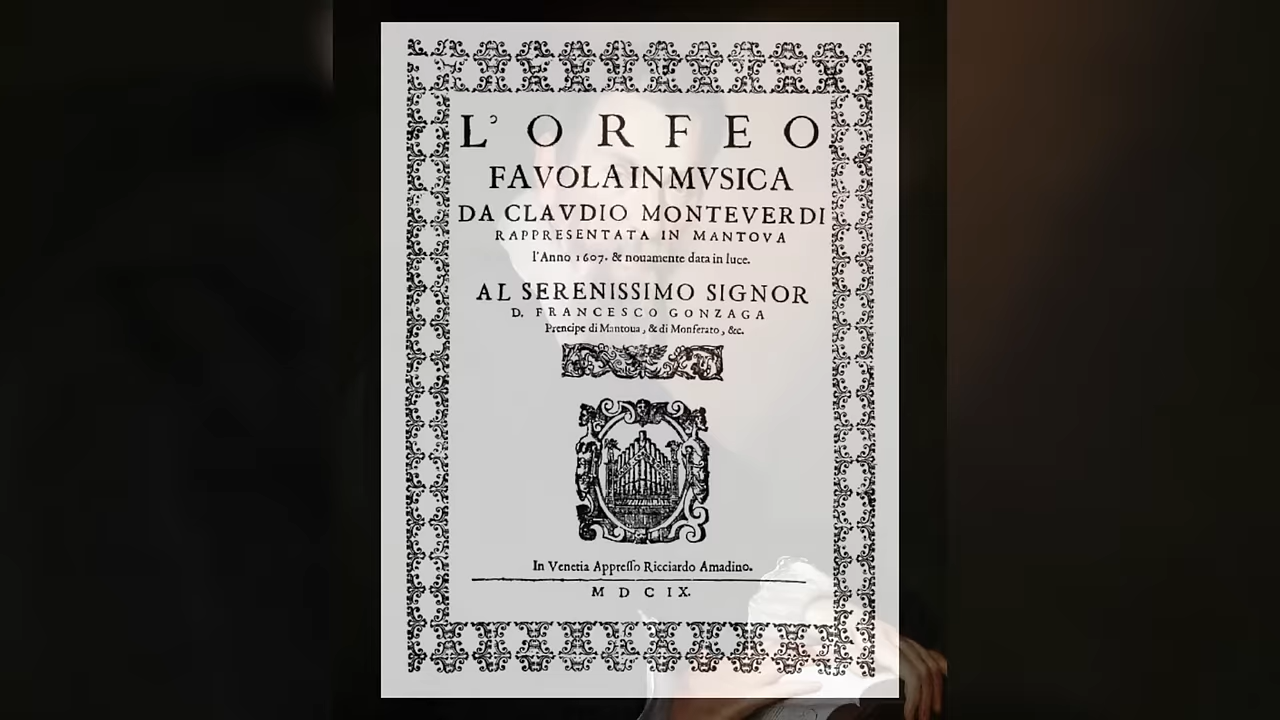 L'ORFEO
FAVOLA IN MVSICA
DA CLAVDIO MONTEVERDI
RAPPRESENTATA IN MANTOVA
l'Anno 1607. & nouamente data in luce.
AL SERENISSIMO SIGNOR
D. FRANCESCO GONZAGA
Prencipe di Mantoua, & di Monferato, &c.
In Venetia Appreſſo Ricciardo Amadino.
M D C IX.